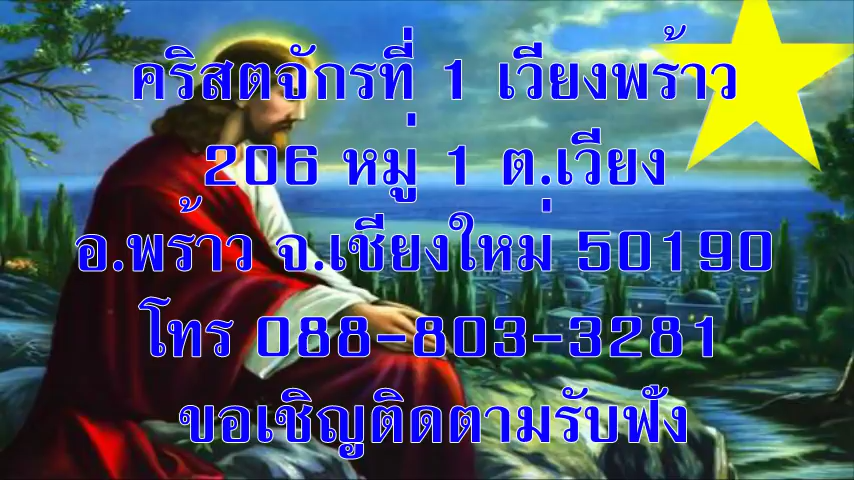 คริสตจักรที่ 1 เวียงพร้าว
206 หมู่ 1 ต.เวียง
อ.พร้าว จ.เชียงใหม่ 50190
โทร 088-803-3281
ขอเชิญติดตามรับฟัง